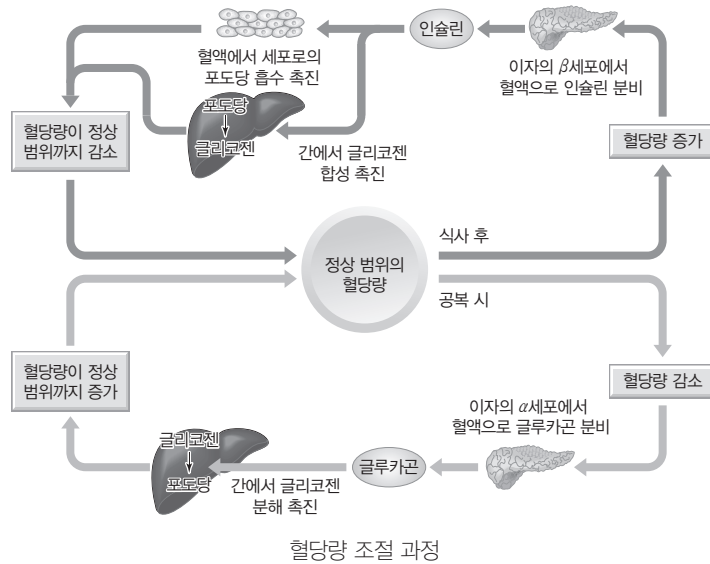 인슐린
혈액에서 세포로의
포도당 흡수 촉진
이자의 β세포에서
혈액으로 인슐린 분비
포도당
글리코젠
혈당량이 정상
범위까지 감소
간에서 글리코젠
합성 촉진
혈당량 증가
식사 후
정상 범위의
혈당량
공복 시
혈당량이 정상
범위까지 증가
혈당량 감소
이자의 α세포에서
혈액으로 글루카곤 분비
글리코젠
포도당
간에서 글리코젠
분해 촉진
글루카곤
혈당량 조절 과정